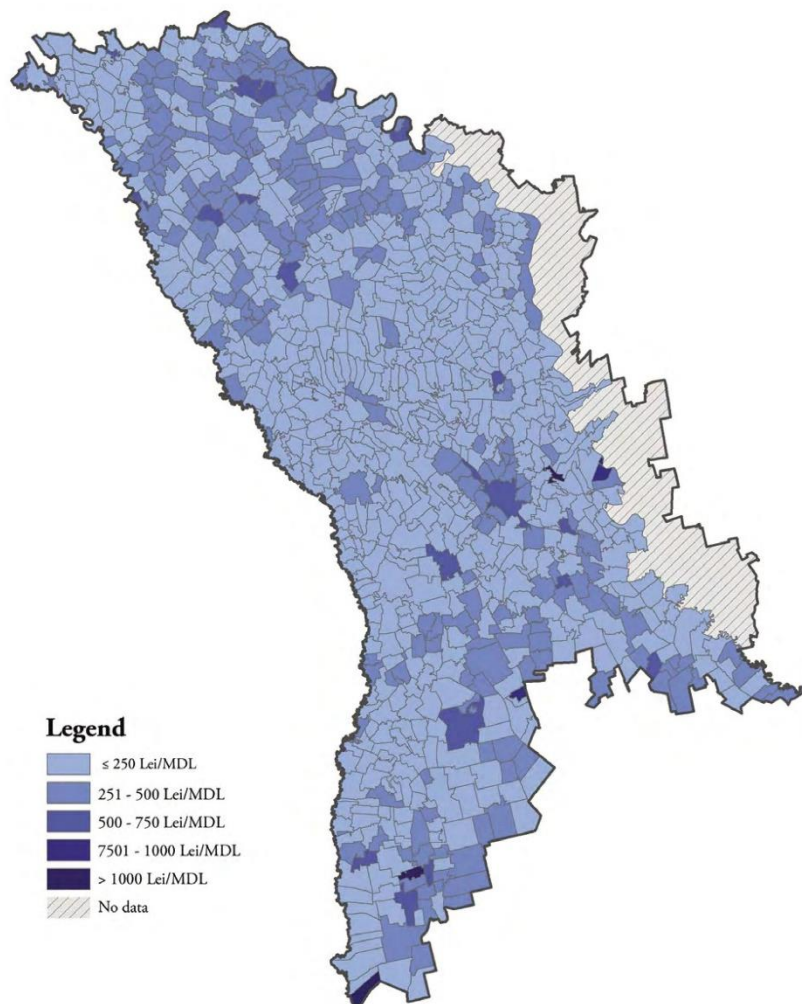 Legend
≤ 250 Lei/MDL
251 - 500 Lei/MDL
500 - 750 Lei/MDL
7501 - 1000 Lei/MDL
> 1000 Lei/MDL
No data